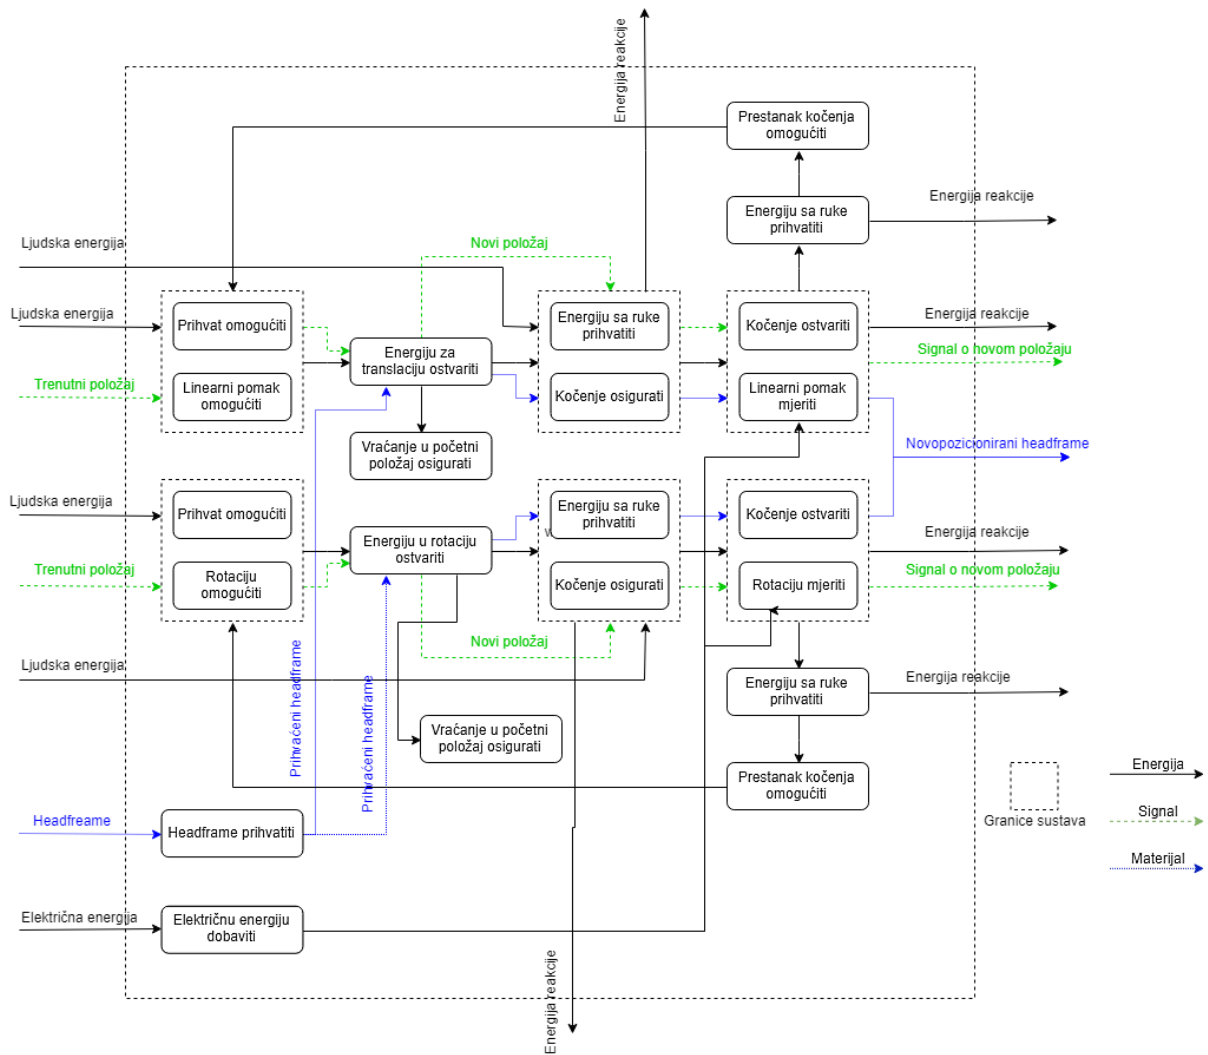 Energija reakcije
Prestanak kočenja
omogućiti
Energiju sa ruke
prihvatiti
Energija reakcije
Ljudska energija
Novi položaj
Ljudska energija
Prihvat omogućiti
Energiju sa ruke
prihvatiti
Kočenje ostvariti
Energija reakcije
Energiju za
translaciju ostvariti
Signal o novom položaju
Trenutni položaj
Linearni pomak
omogućiti
Kočenje osigurati
Linearni pomak
mjeriti
Vraćanje u početni
položaj osigurati
Novopozicionirani headframe
Ljudska energija
Prihvat omogućiti
Energiju sa ruke
prihvatiti
Kočenje ostvariti
Energiju u rotaciju
ostvariti
Energija reakcije
Trenutni položaj
Rotaciju
omogućiti
Kočenje osigurati
Rotaciju mjeriti
Signal o novom položaju
Novi položaj
Ljudska energija
Prihvaćeni headframe
Prihvaćeni headframe
Energiju sa ruke
prihvatiti
Energija reakcije
Vraćanje u početni
položaj osigurati
Prestanak kočenja
omogućiti
Headfreame
Headframe prihvatiti
Električna energija
Električnu energiju
dobaviti
Energija reakcije
Granice sustava
Energija
Signal
Materijal